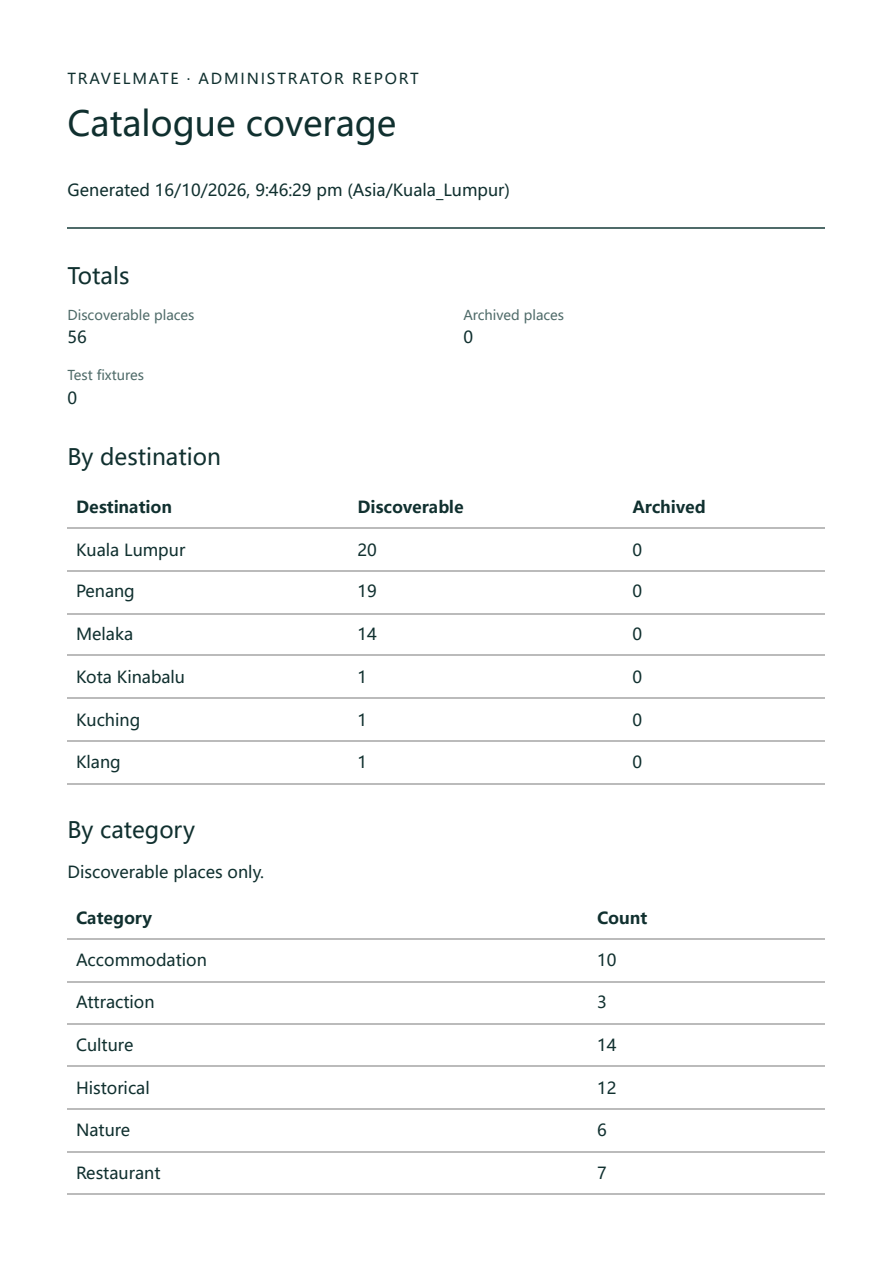 TRAVELMATE · ADMINISTRATOR REPORT
Catalogue coverage
Generated 16/10/2026, 9:46:29 pm (Asia/Kuala_Lumpur)
Totals
Discoverable places Archived places
56 0
Test fixtures
0
By destination
Destination Discoverable Archived
Kuala Lumpur 20 0
Penang 19 0
Melaka 14 0
Kota Kinabalu 1 0
Kuching 1 0
Klang 1 0
By category
Discoverable places only.
Category Count
Accommodation 10
Attraction 3
Culture 14
Historical 12
Nature 6
Restaurant 7